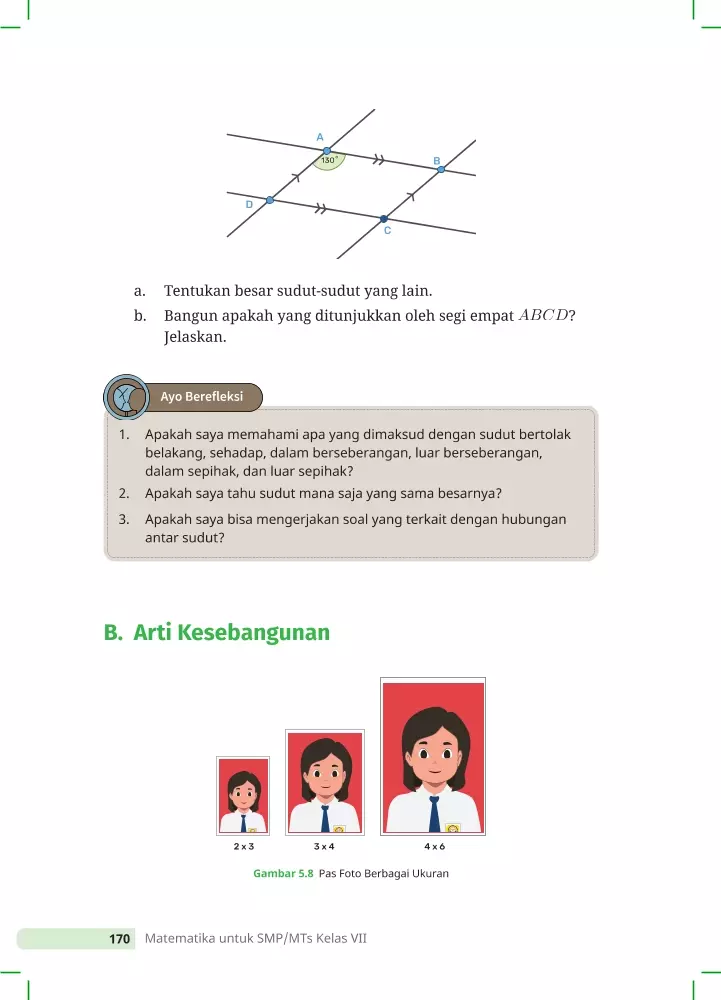 A
130°
B
D
C
a. Tentukan besar sudut-sudut yang lain.
b. Bangun apakah yang ditunjukkan oleh segi empat ABCD?
Jelaskan.
Ayo Berefleksi
1. Apakah saya memahami apa yang dimaksud dengan sudut bertolak
belakang, sehadap, dalam berseberangan, luar berseberangan,
dalam sepihak, dan luar sepihak?
2. Apakah saya tahu sudut mana saja yang sama besarnya?
3. Apakah saya bisa mengerjakan soal yang terkait dengan hubungan
antar sudut?
B. Arti Kesebangunan
2 x 3
3 x 4
4 x 6
Gambar 5.8 Pas Foto Berbagai Ukuran
170 Matematika untuk SMP/MTs Kelas VII